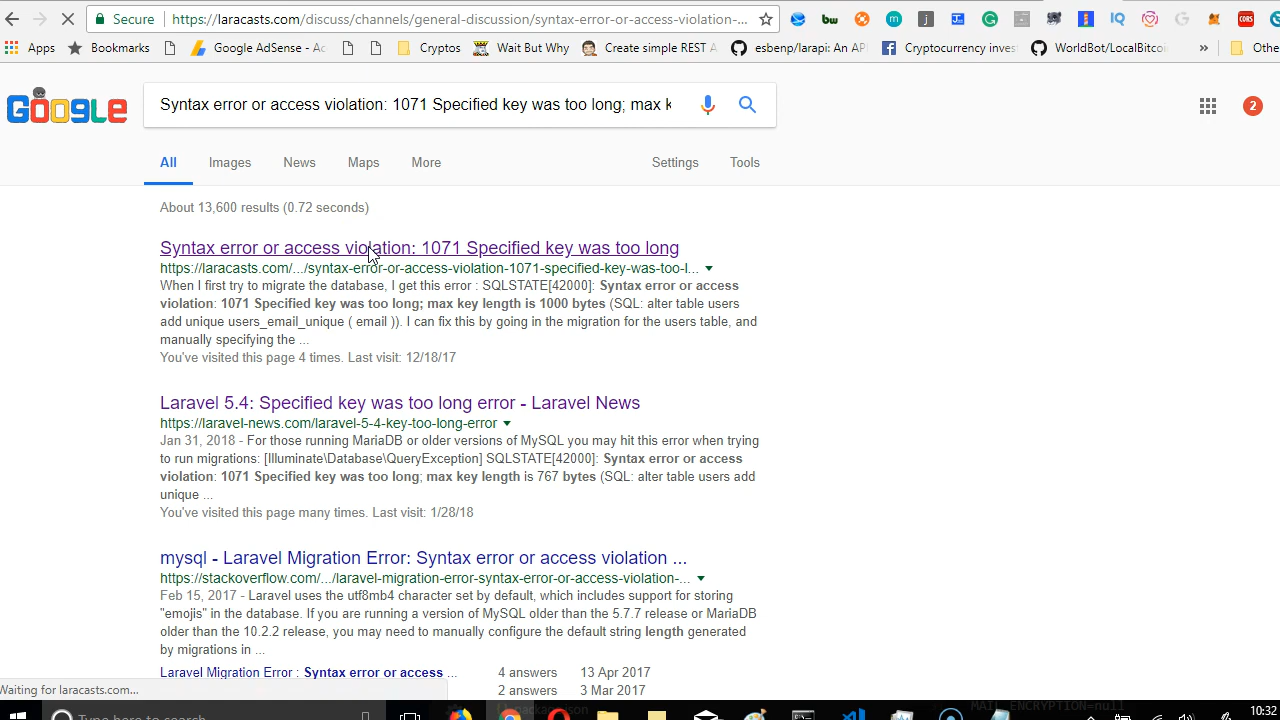 Secure
https://laracasts.com/discuss/channels/general-discussion/syntax-error-or-access-violation-...
bw
IQ
G
CORS
Apps
Bookmarks
Google AdSense - Ac
Cryptos
Wait But Why
Create simple REST A
esbenp/larapi: An AP
Cryptocurrency inves
WorldBot/LocalBitcoi
»
Othe
Google
Syntax error or access violation: 1071 Specified key was too long; max k
2
All
Images
News
Maps
More
Settings
Tools
About 13,600 results (0.72 seconds)
Syntax error or access violation: 1071 Specified key was too long
https://laracasts.com/.../syntax-error-or-access-violation-1071-specified-key-was-too-l...
When I first try to migrate the database, I get this error : SQLSTATE[42000]: Syntax error or access
violation: 1071 Specified key was too long; max key length is 1000 bytes (SQL: alter table users
add unique users_email_unique ( email )). I can fix this by going in the migration for the users table, and
manually specifying the ...
You've visited this page 4 times. Last visit: 12/18/17
Laravel 5.4: Specified key was too long error - Laravel News
https://laravel-news.com/laravel-5-4-key-too-long-error
Jan 31, 2018 - For those running MariaDB or older versions of MySQL you may hit this error when trying
to run migrations: [Illuminate\Database\QueryException] SQLSTATE[42000]: Syntax error or access
violation: 1071 Specified key was too long; max key length is 767 bytes (SQL: alter table users add
unique ...
You've visited this page many times. Last visit: 1/28/18
mysql - Laravel Migration Error: Syntax error or access violation ...
https://stackoverflow.com/.../laravel-migration-error-syntax-error-or-access-violation-...
Feb 15, 2017 - Laravel uses the utf8mb4 character set by default, which includes support for storing
"emojis" in the database. If you are running a version of MySQL older than the 5.7.7 release or MariaDB
older than the 10.2.2 release, you may need to manually configure the default string length generated
by migrations in ...
Laravel Migration Error : Syntax error or access ...
4 answers
13 Apr 2017
2 answers
3 Mar 2017
Waiting for laracasts.com...
Type here to search
MAIL_ENCRYPTION=null
10:32